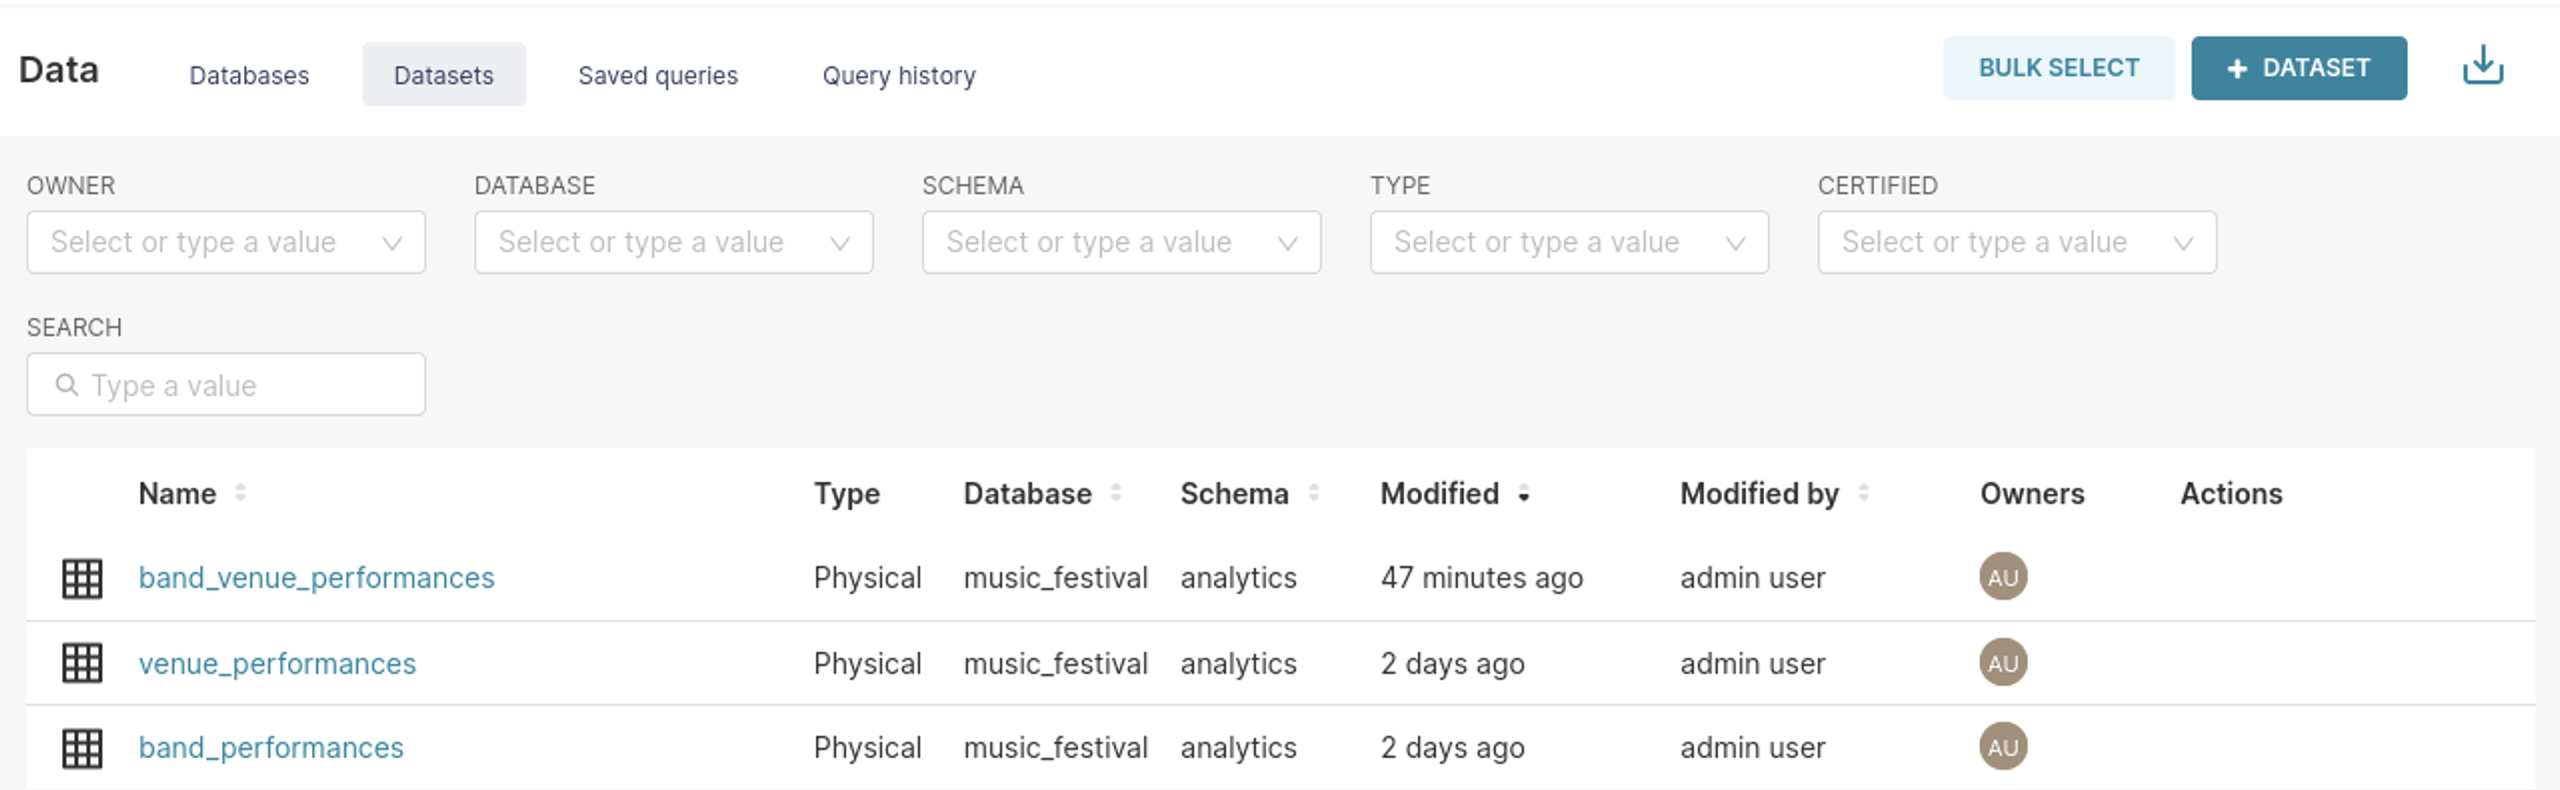 Data Databases Datasets Saved queries Query history BULK SELECT + DATASET
OWNER DATABASE SCHEMA TYPE CERTIFIED
Select or type a value Select or type a value Select or type a value Select or type a value Select or type a value
SEARCH
Type a value
Name Type Database Schema Modified Modified by Owners Actions
band_venue_performances Physical music_festival analytics 47 minutes ago admin user AU
venue_performances Physical music_festival analytics 2 days ago admin user AU
band_performances Physical music_festival analytics 2 days ago admin user AU